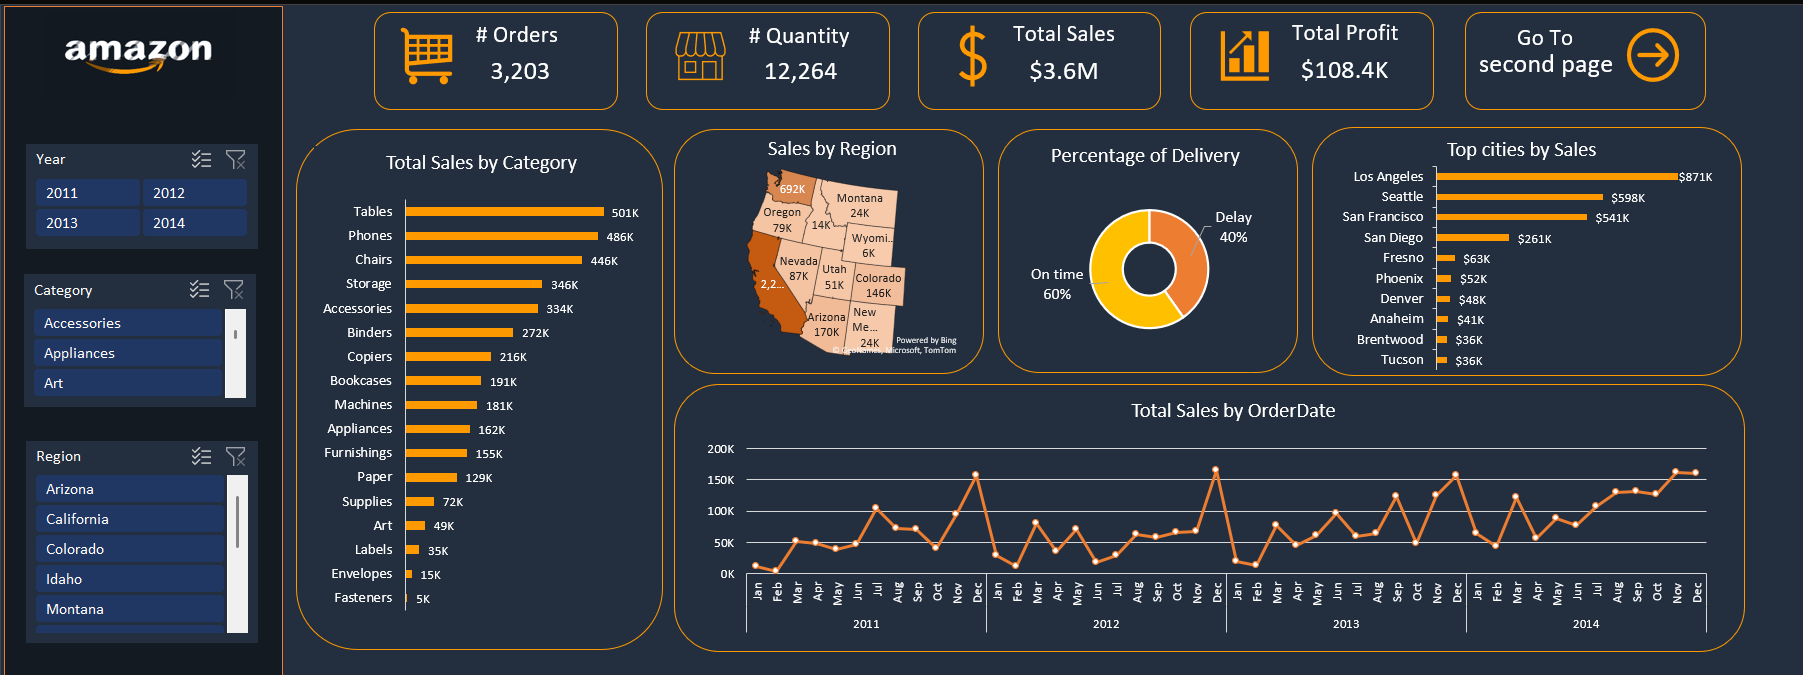 amazon
# Orders
3,203
# Quantity
12,264
Total Sales
$3.6M
Total Profit
$108.4K
Go To
second page
Year
2011
2012
2013
2014
Category
Accessories
Appliances
Art
Region
Arizona
California
Colorado
Idaho
Montana
Total Sales by Category
Tables 501K
Phones 486K
Chairs 446K
Storage 346K
Accessories 334K
Binders 272K
Copiers 216K
Bookcases 191K
Machines 181K
Appliances 162K
Furnishings 155K
Paper 129K
Supplies 72K
Art 49K
Labels 35K
Envelopes 15K
Fasteners 5K
Sales by Region
692K
Montana
24K
Oregon
79K
14K
Wyomi...
6K
Nevada
87K
Utah
51K
Colorado
146K
2,2...
Arizona
170K
New
Me...
24K
Powered by Bing
© GeoNames, Microsoft, TomTom
Percentage of Delivery
Delay
40%
On time
60%
Top cities by Sales
Los Angeles $871K
Seattle $598K
San Francisco $541K
San Diego $261K
Fresno $63K
Phoenix $52K
Denver $48K
Anaheim $41K
Brentwood $36K
Tucson $36K
Total Sales by OrderDate
200K
150K
100K
50K
0K
Jan Feb Mar Apr May Jun Jul Aug Sep Oct Nov Dec Jan Feb Mar Apr May Jun Jul Aug Sep Oct Nov Dec Jan Feb Mar Apr May Jun Jul Aug Sep Oct Nov Dec Jan Feb Mar Apr May Jun Jul Aug Sep Oct Nov Dec
2011 2012 2013 2014